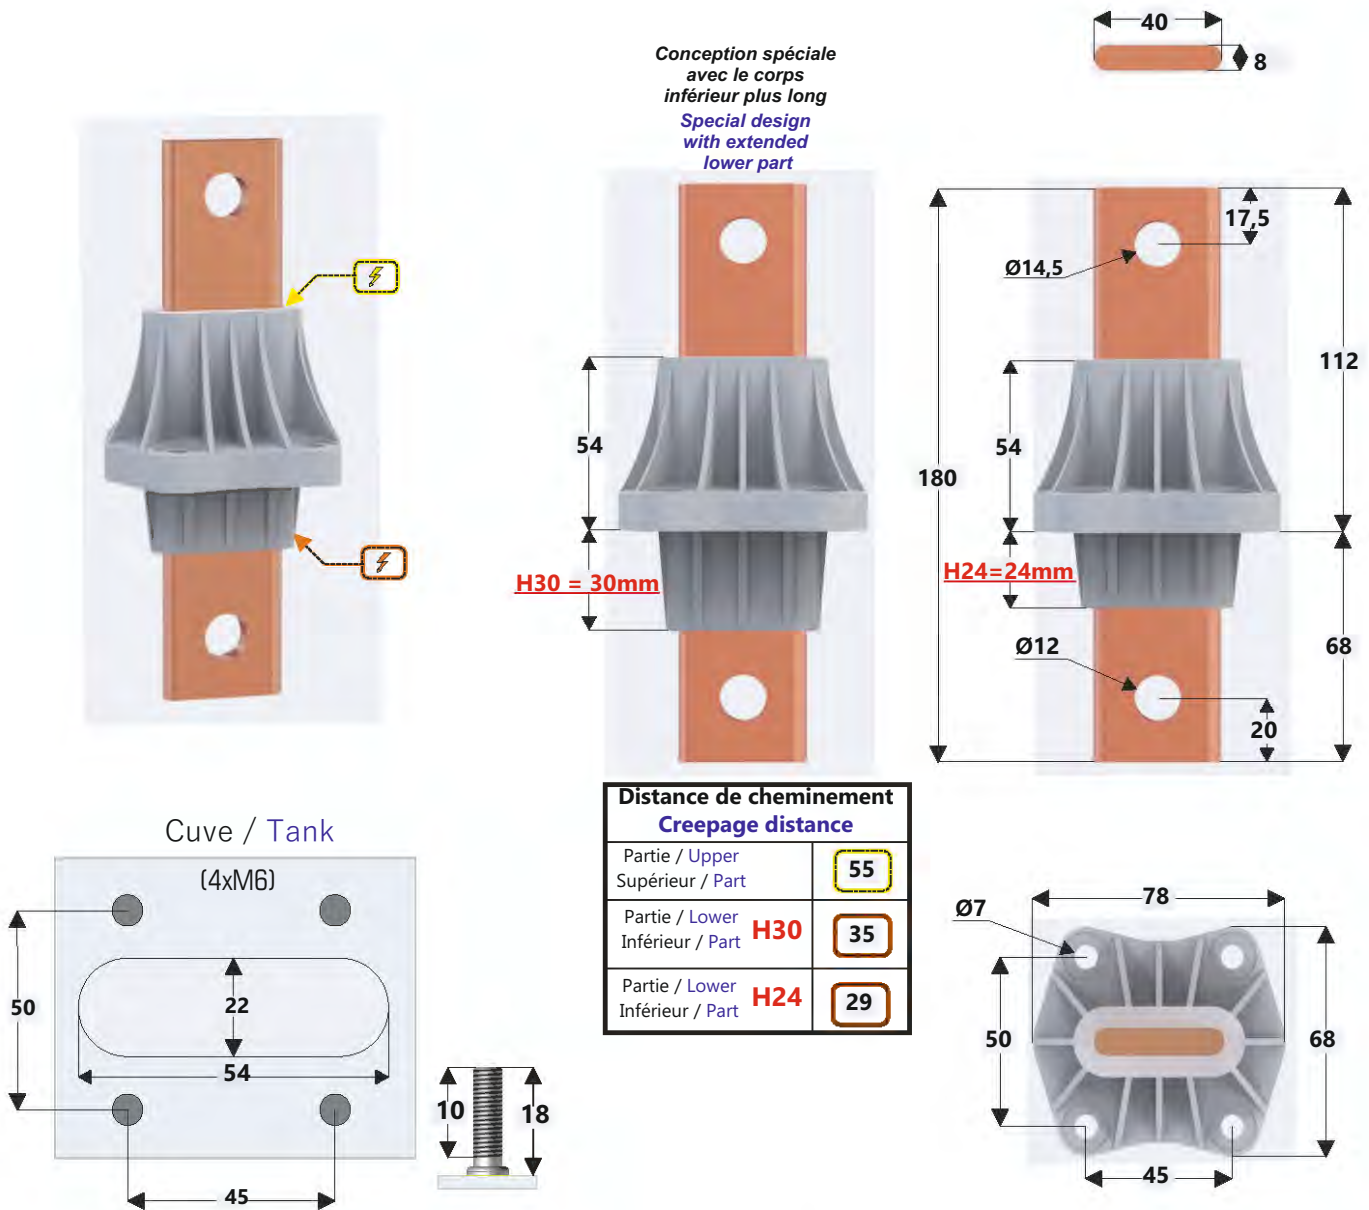 40
8
Conception spéciale
avec le corps
inférieur plus long
Special design
with extended
lower part
17,5
Ø14,5
112
54
54
180
H30 = 30mm
H24=24mm
Ø12
68
20
Distance de cheminement
Creepage distance
Partie / Upper
Supérieur / Part
55
Partie / Lower
Inférieur / Part
H30
35
Partie / Lower
Inférieur / Part
H24
29
Cuve / Tank
(4xM6)
50
22
54
45
10
18
78
Ø7
50
68
45